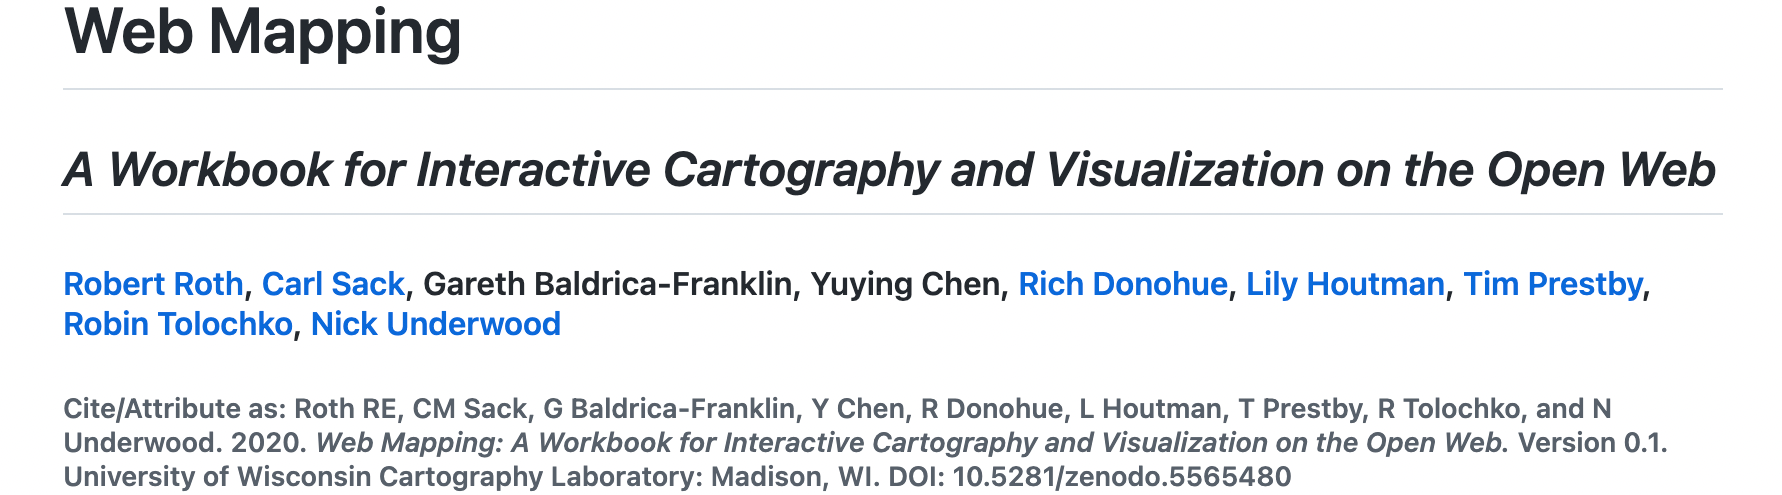 Web Mapping
A Workbook for Interactive Cartography and Visualization on the Open Web
Robert Roth, Carl Sack, Gareth Baldrica-Franklin, Yuying Chen, Rich Donohue, Lily Houtman, Tim Prestby,
Robin Tolochko, Nick Underwood
Cite/Attribute as: Roth RE, CM Sack, G Baldrica-Franklin, Y Chen, R Donohue, L Houtman, T Prestby, R Tolochko, and N
Underwood. 2020. Web Mapping: A Workbook for Interactive Cartography and Visualization on the Open Web. Version 0.1.
University of Wisconsin Cartography Laboratory: Madison, WI. DOI: 10.5281/zenodo.5565480